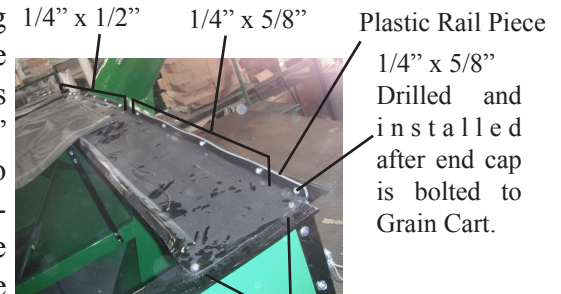 1/4” x 1/2”
1/4” x 5/8”
Plastic Rail Piece
1/4” x 5/8”
Drilled and
installed
after end cap
is bolted to
Grain Cart.